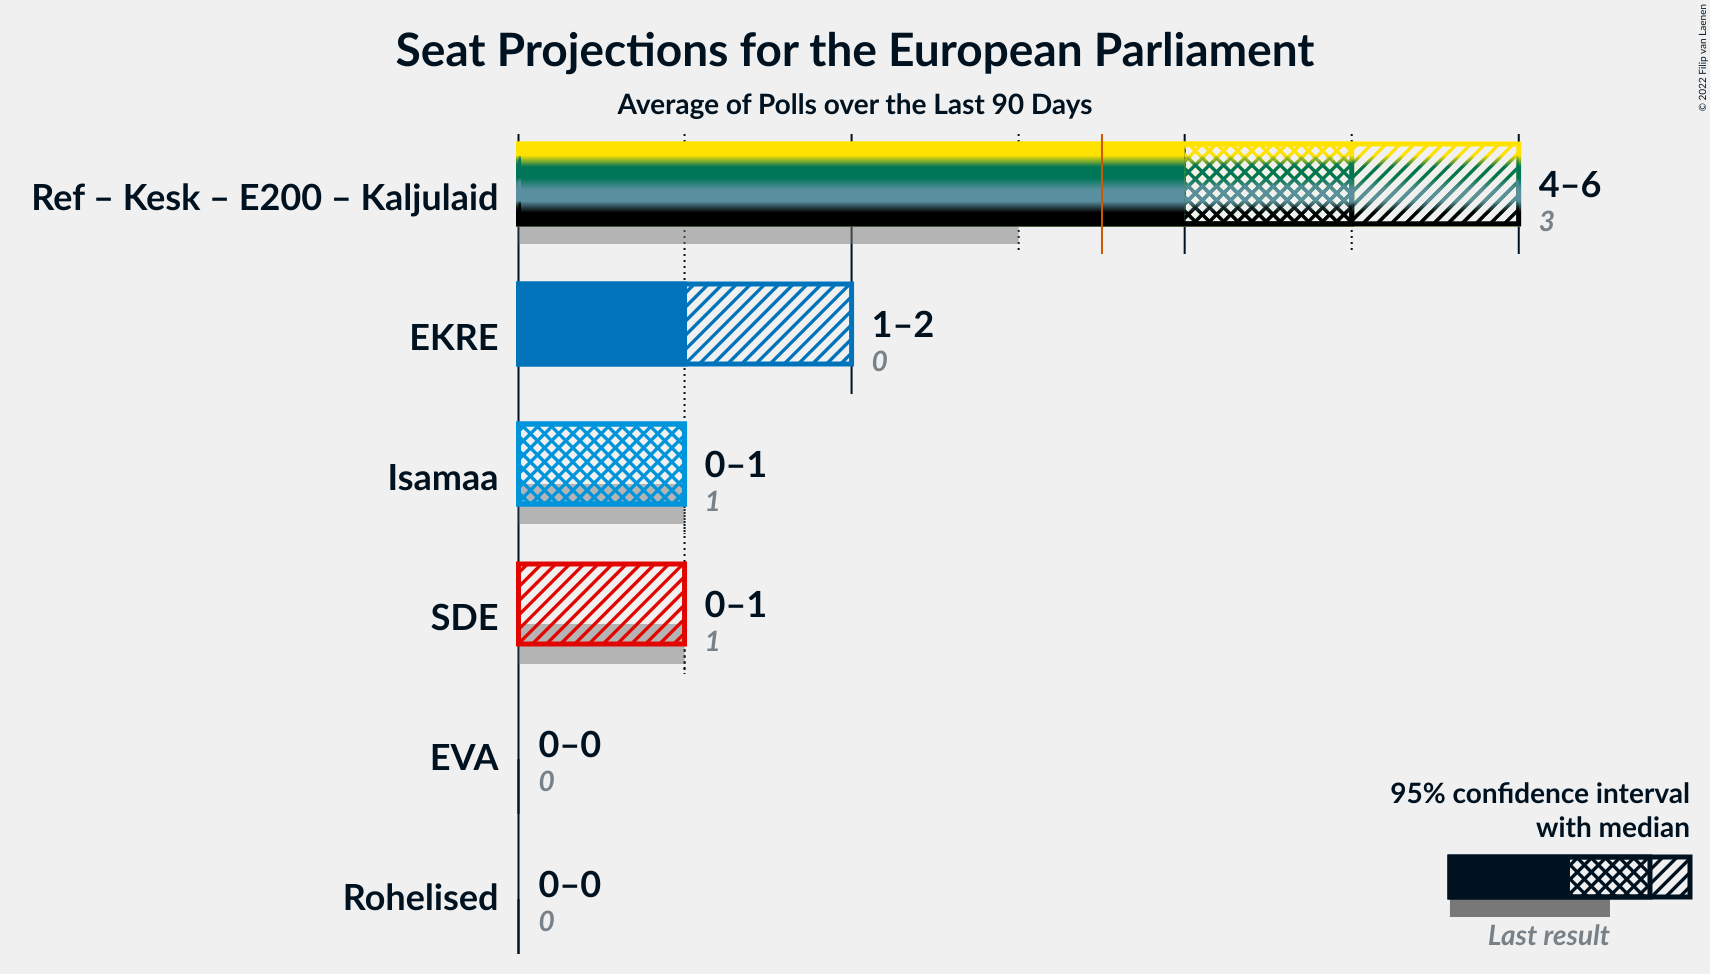 Seat Projections for the European Parliament
Average of Polls over the Last 90 Days
© 2022 Filip van Laenen
Ref – Kesk – E200 – Kaljulaid
4–6
3
EKRE
1–2
0
Isamaa
0–1
1
SDE
0–1
1
EVA
0–0
0
Rohelised
0–0
0
95% confidence interval
with median
Last result